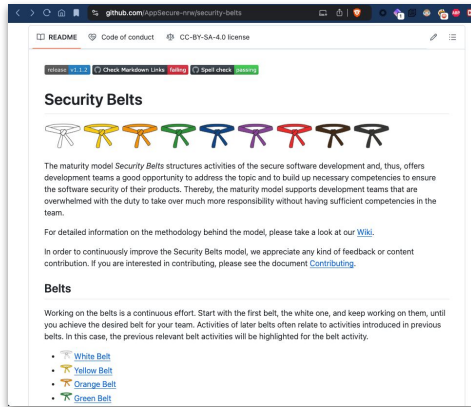 github.com/AppSecure-nrw/security-belts
README
Code of conduct
CC-BY-SA-4.0 license
release v1.1.2 Check Markdown Links failing Spell check passing
Security Belts
The maturity model Security Belts structures activities of the secure software development and, thus, offers
development teams a good opportunity to address the topic and to build up necessary competencies to ensure
the software security of their products. Thereby, the maturity model supports development teams that are
overwhelmed with the duty to take over much more responsibility without having sufficient competencies in the
team.
For detailed information on the methodology behind the model, please take a look at our Wiki.
In order to continuously improve the Security Belts model, we appreciate any kind of feedback or content
contribution. If you are interested in contributing, please see the document Contributing.
Belts
Working on the belts is a continuous effort. Start with the first belt, the white one, and keep working on them, until
you achieve the desired belt for your team. Activities of later belts often relate to activities introduced in previous
belts. In this case, the previous relevant belt activities will be highlighted for the belt activity.
• White Belt
• Yellow Belt
• Orange Belt
• Green Belt